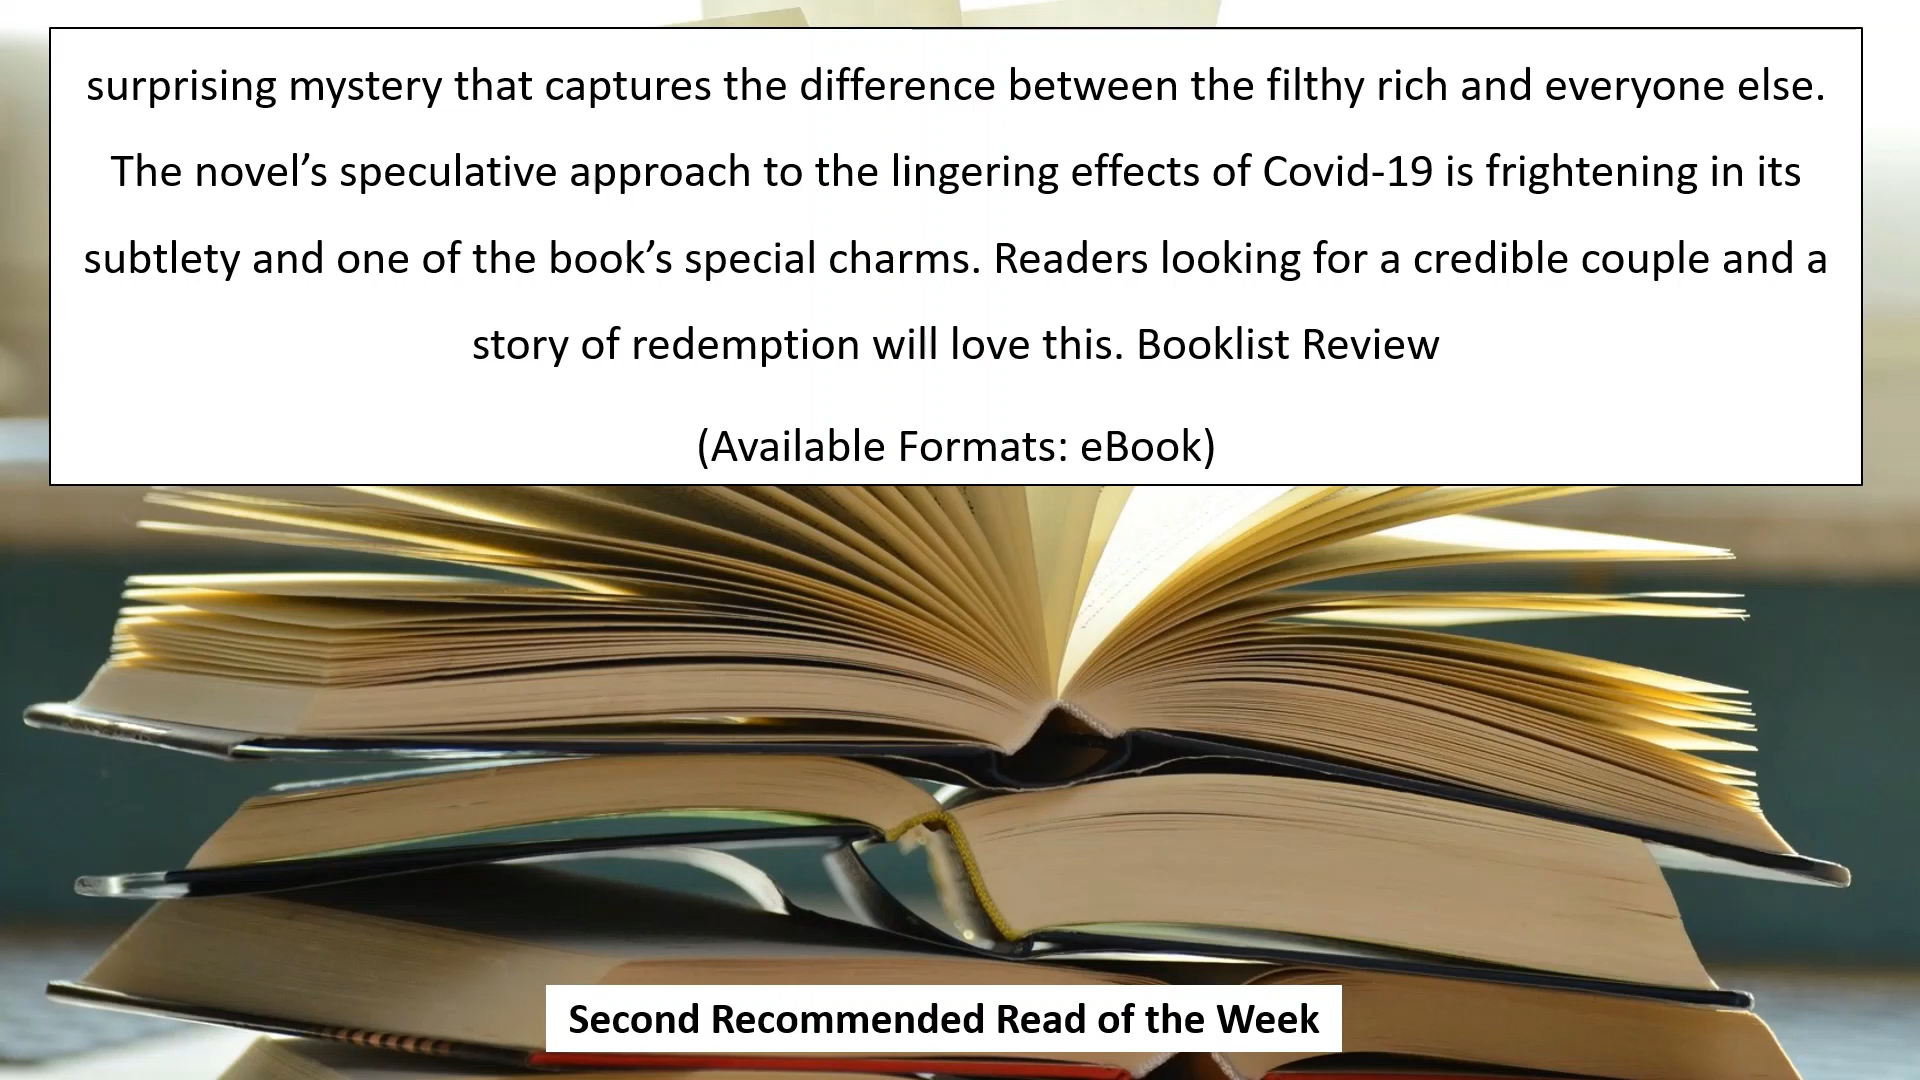 surprising mystery that captures the difference between the filthy rich and everyone else.
The novel’s speculative approach to the lingering effects of Covid-19 is frightening in its
subtlety and one of the book’s special charms. Readers looking for a credible couple and a
story of redemption will love this. Booklist Review
(Available Formats: eBook)
Second Recommended Read of the Week